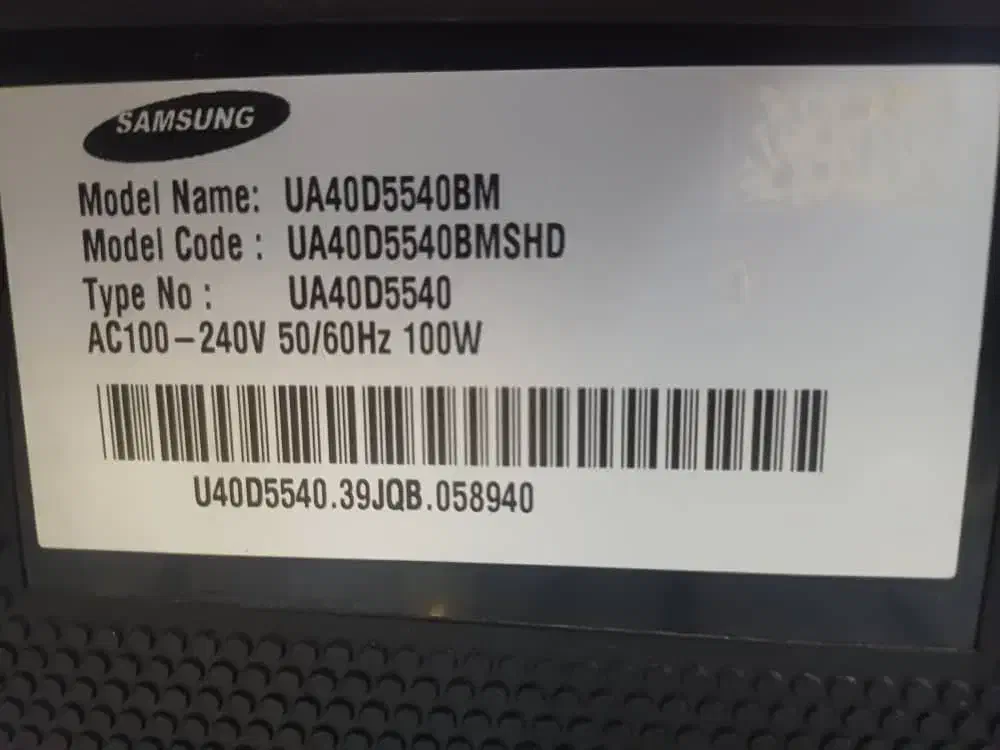 SAMSUNG
Model Name: UA40D5540BM
Model Code : UA40D5540BMSHD
Type No : UA40D5540
AC100-240V 50/60Hz 100W
U40D5540.39JQB.058940